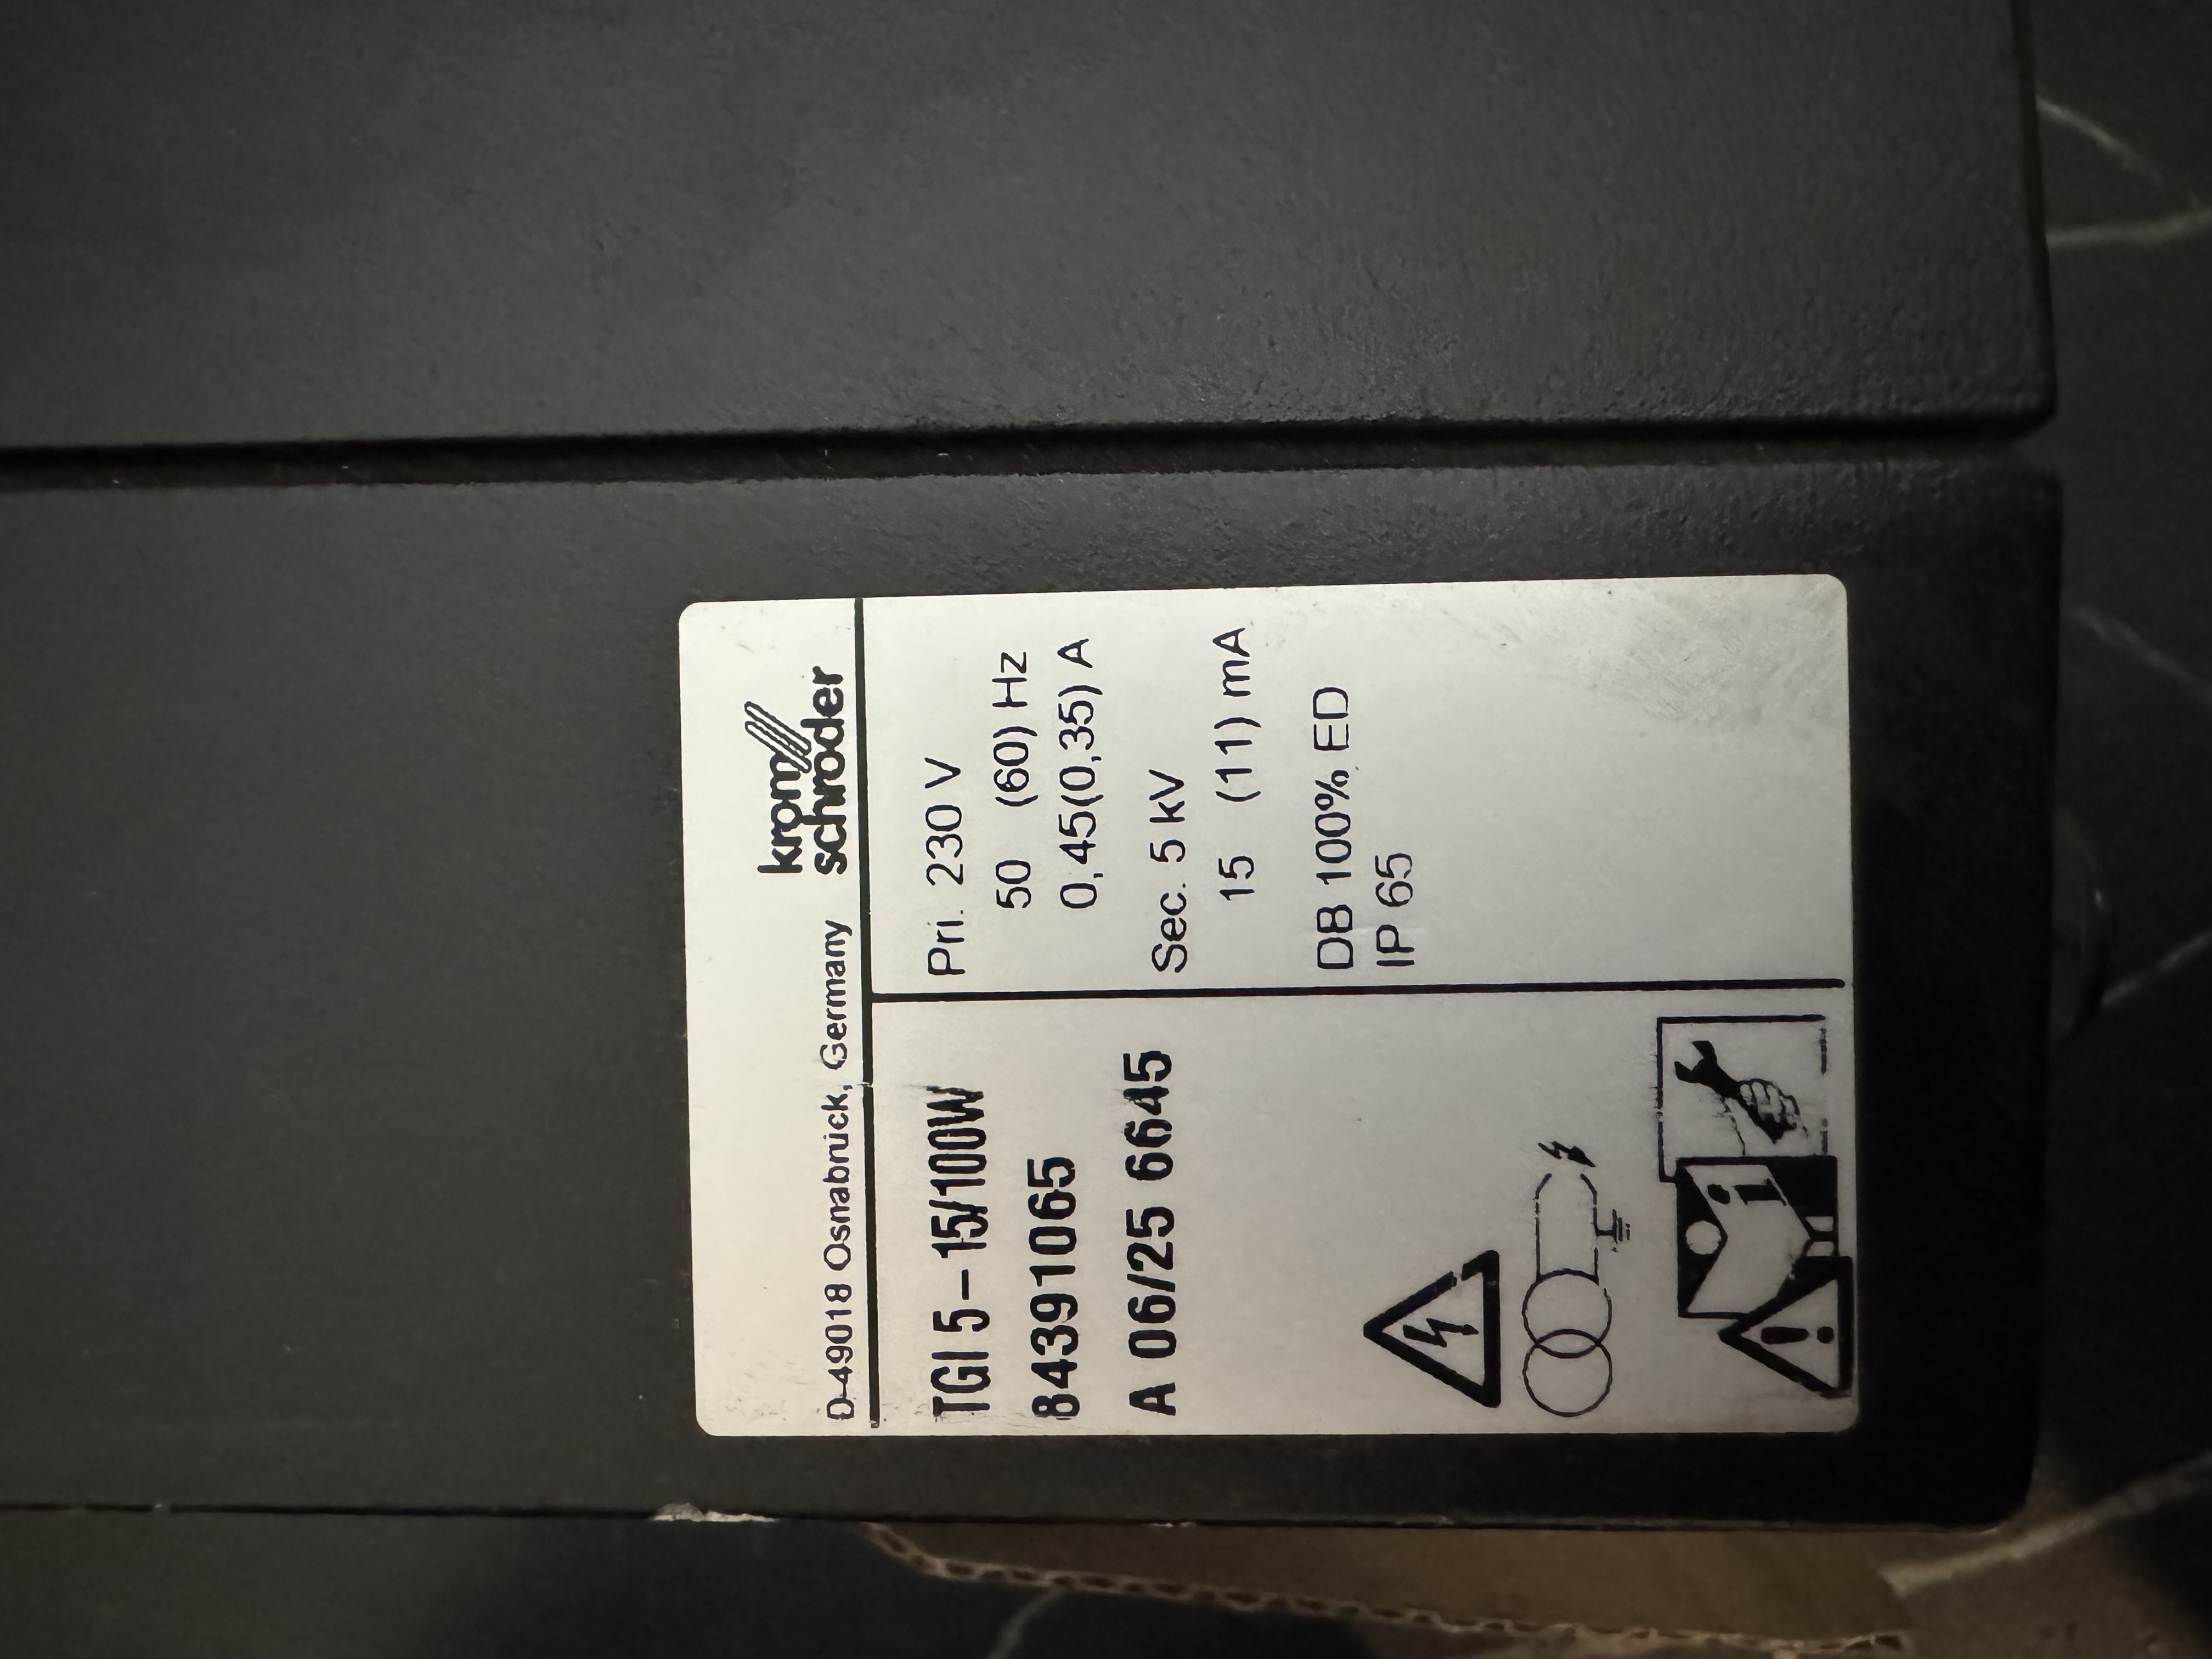 krom
schroder
D-49018 Osnabrück, Germany
TGI 5-15/100W
84391065
A 06/25 6645
Pri. 230 V
50 (60) Hz
0,45(0,35) A
Sec. 5 kV
15 (11) mA
DB 100% ED
IP 65